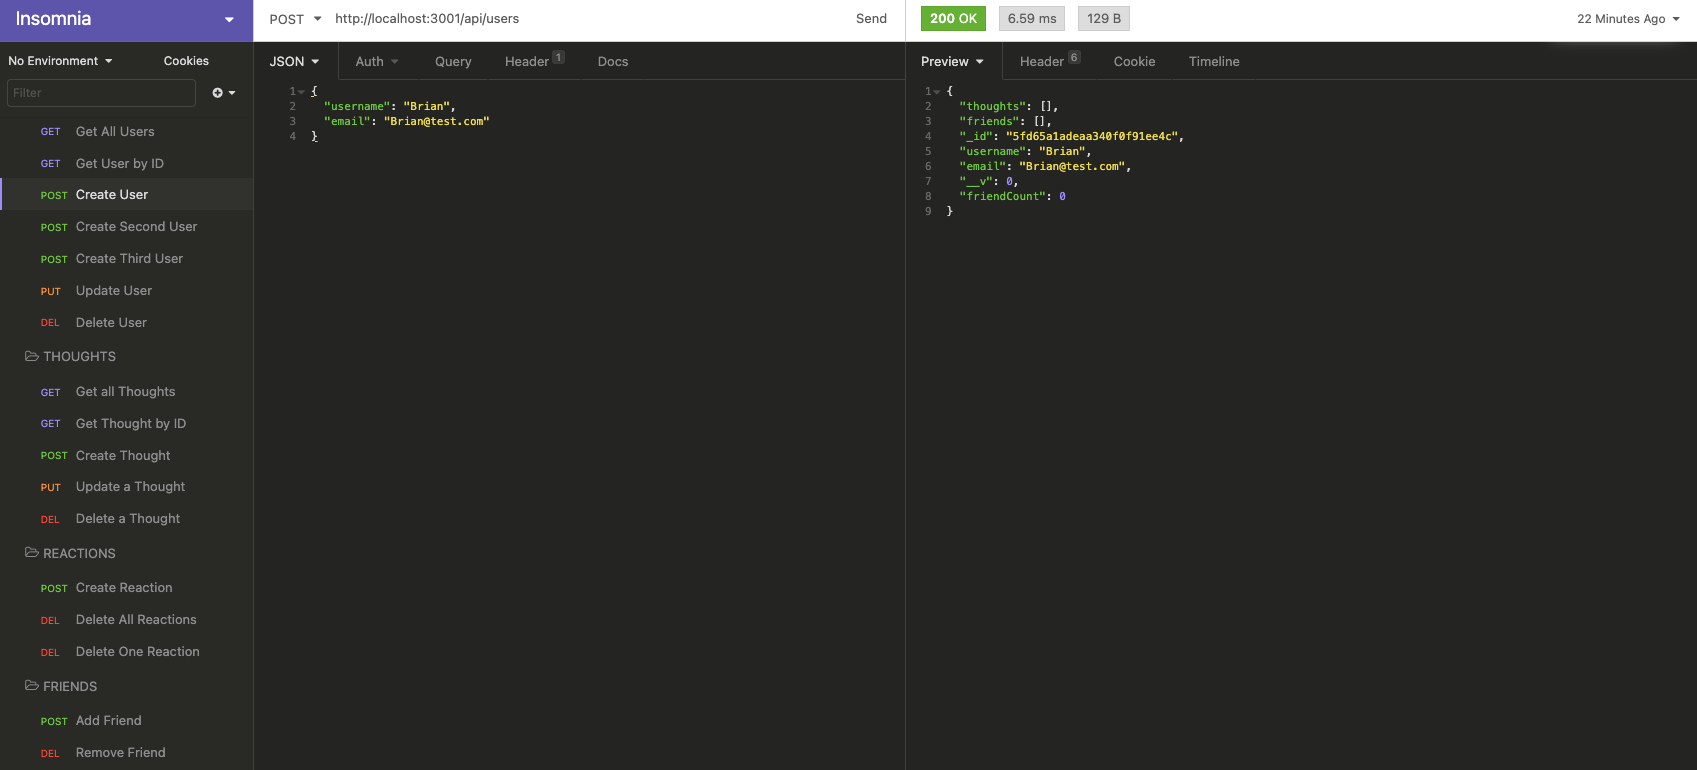 Insomnia
No Environment Cookies
Filter
GET Get All Users
GET Get User by ID
POST Create User
POST Create Second User
POST Create Third User
PUT Update User
DEL Delete User
THOUGHTS
GET Get all Thoughts
GET Get Thought by ID
POST Create Thought
PUT Update a Thought
DEL Delete a Thought
REACTIONS
POST Create Reaction
DEL Delete All Reactions
DEL Delete One Reaction
FRIENDS
POST Add Friend
DEL Remove Friend
POST http://localhost:3001/api/users Send
JSON Auth Query Header 1 Docs
1 {
2 "username": "Brian",
3 "email": "Brian@test.com"
4 }
200 OK 6.59 ms 129 B 22 Minutes Ago
Preview Header 6 Cookie Timeline
1 {
2 "thoughts": [],
3 "friends": [],
4 "_id": "5fd65a1adeaa340f0f91ee4c",
5 "username": "Brian",
6 "email": "Brian@test.com",
7 "__v": 0,
8 "friendCount": 0
9 }